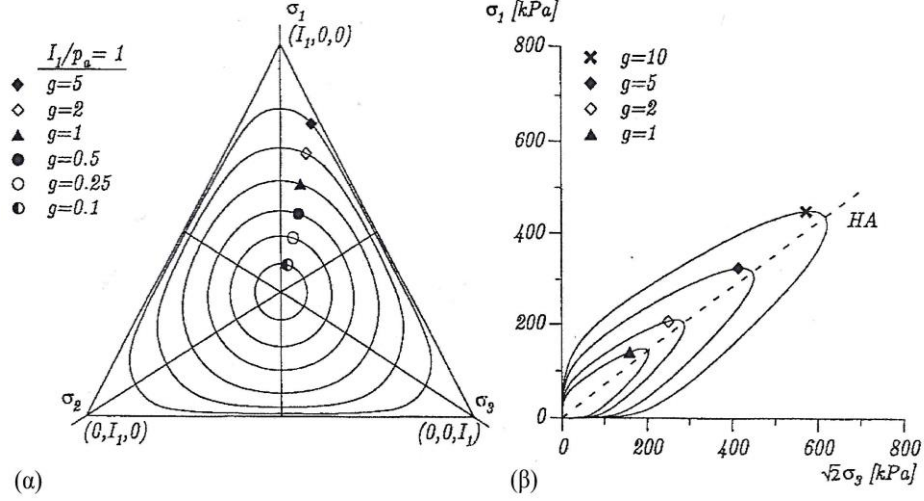 σ₁
(I₁,0,0)
I₁/pₐ= 1
g=5
g=2
g=1
g=0.5
g=0.25
g=0.1
σ₂
(0,I₁,0)
σ₃
(0,0,I₁)
(α)
σ₁ [kPa]
800
600
400
200
0
g=10
g=5
g=2
g=1
HA
0 200 400 600 800
√2σ₃ [kPa]
(β)